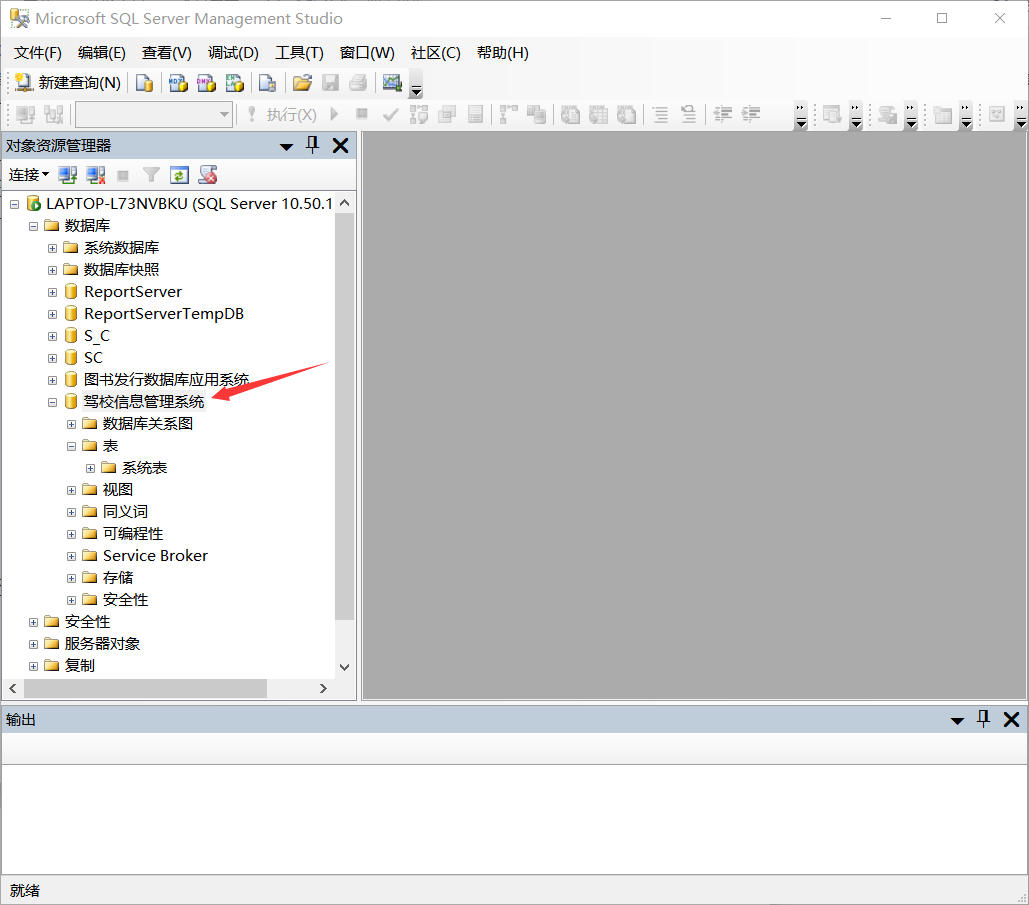 Microsoft SQL Server Management Studio
文件(F) 编辑(E) 查看(V) 调试(D) 工具(T) 窗口(W) 社区(C) 帮助(H)
新建查询(N)
执行(X)
对象资源管理器
连接
LAPTOP-L73NVBKU (SQL Server 10.50.1
数据库
系统数据库
数据库快照
ReportServer
ReportServerTempDB
S_C
SC
图书发行数据库应用系统
驾校信息管理系统
数据库关系图
表
系统表
视图
同义词
可编程性
Service Broker
存储
安全性
安全性
服务器对象
复制
输出
就绪